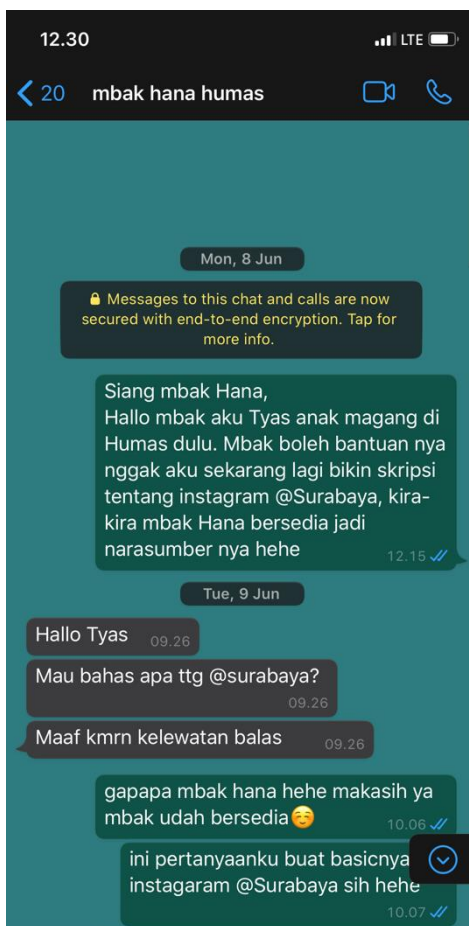 12.30
LTE
20 mbak hana humas
Mon, 8 Jun
Messages to this chat and calls are now
secured with end-to-end encryption. Tap for
more info.
Siang mbak Hana,
Hallo mbak aku Tyas anak magang di
Humas dulu. Mbak boleh bantuan nya
nggak aku sekarang lagi bikin skripsi
tentang instagram @Surabaya, kira-
kira mbak Hana bersedia jadi
narasumber nya hehe
12.15
Tue, 9 Jun
Hallo Tyas 09.26
Mau bahas apa ttg @surabaya?
09.26
Maaf kmrn kelewatan balas 09.26
gapapa mbak hana hehe makasih ya
mbak udah bersedia☺️ 10.06
ini pertanyaanku buat basicnya
instagaram @Surabaya sih hehe
10.07